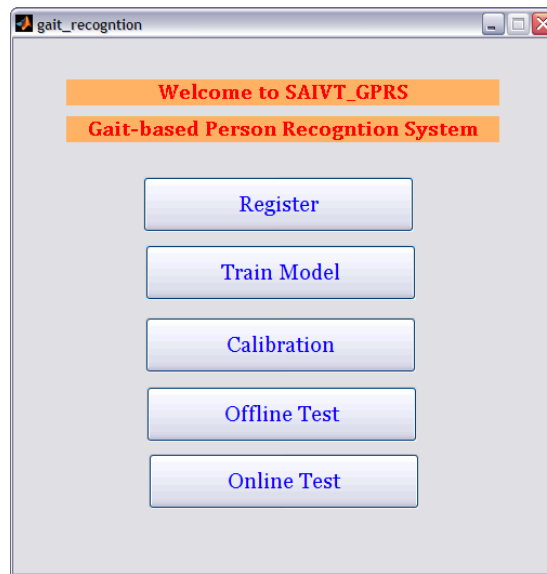 gait_recogntion
Welcome to SAIVT_GPRS
Gait-based Person Recogntion System
Register
Train Model
Calibration
Offline Test
Online Test